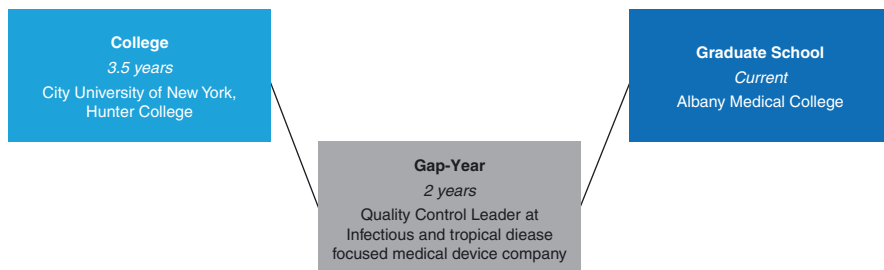 College
3.5 years
City University of New York,
Hunter College
Gap-Year
2 years
Quality Control Leader at
Infectious and tropical diease
focused medical device company
Graduate School
Current
Albany Medical College